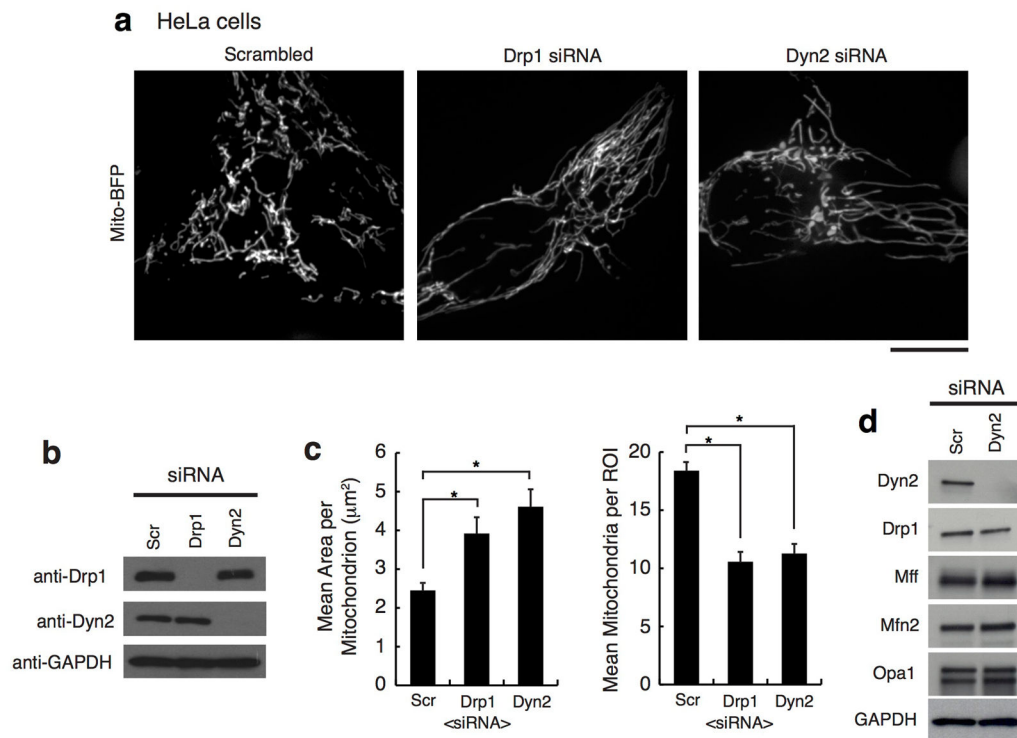 a HeLa cells
Scrambled
Drp1 siRNA
Dyn2 siRNA
Mito-BFP
b
siRNA
Scr
Drp1
Dyn2
anti-Drp1
anti-Dyn2
anti-GAPDH
c
Mean Area per
Mitochondrion (μm²)
6
5
4
3
2
1
0
*
*
Scr
Drp1
Dyn2
<siRNA>
Mean Mitochondria per ROI
20
15
10
5
0
*
*
Scr
Drp1
Dyn2
<siRNA>
d
siRNA
Scr
Dyn2
Dyn2
Drp1
Mff
Mfn2
Opa1
GAPDH